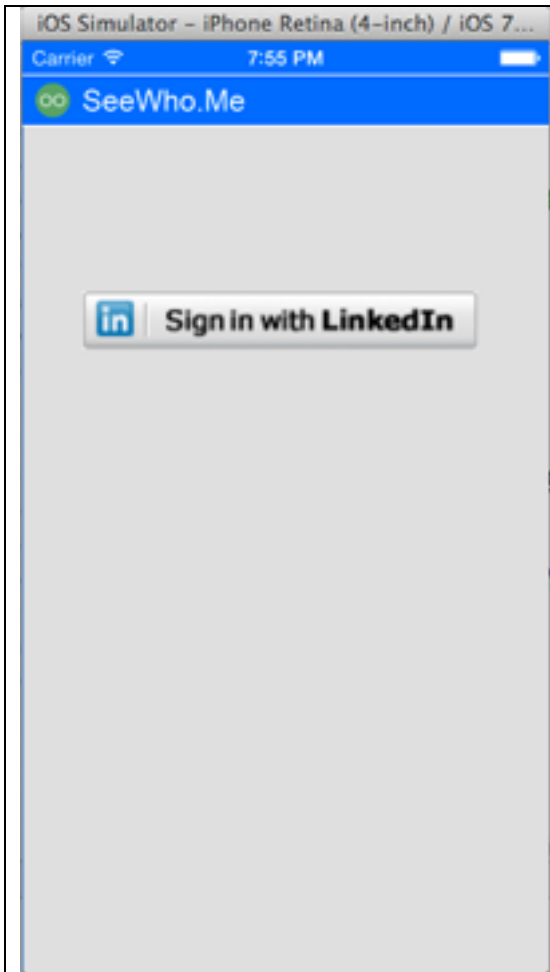 iOS Simulator – iPhone Retina (4-inch) / iOS 7...
Carrier 7:55 PM
SeeWho.Me
in Sign in with LinkedIn